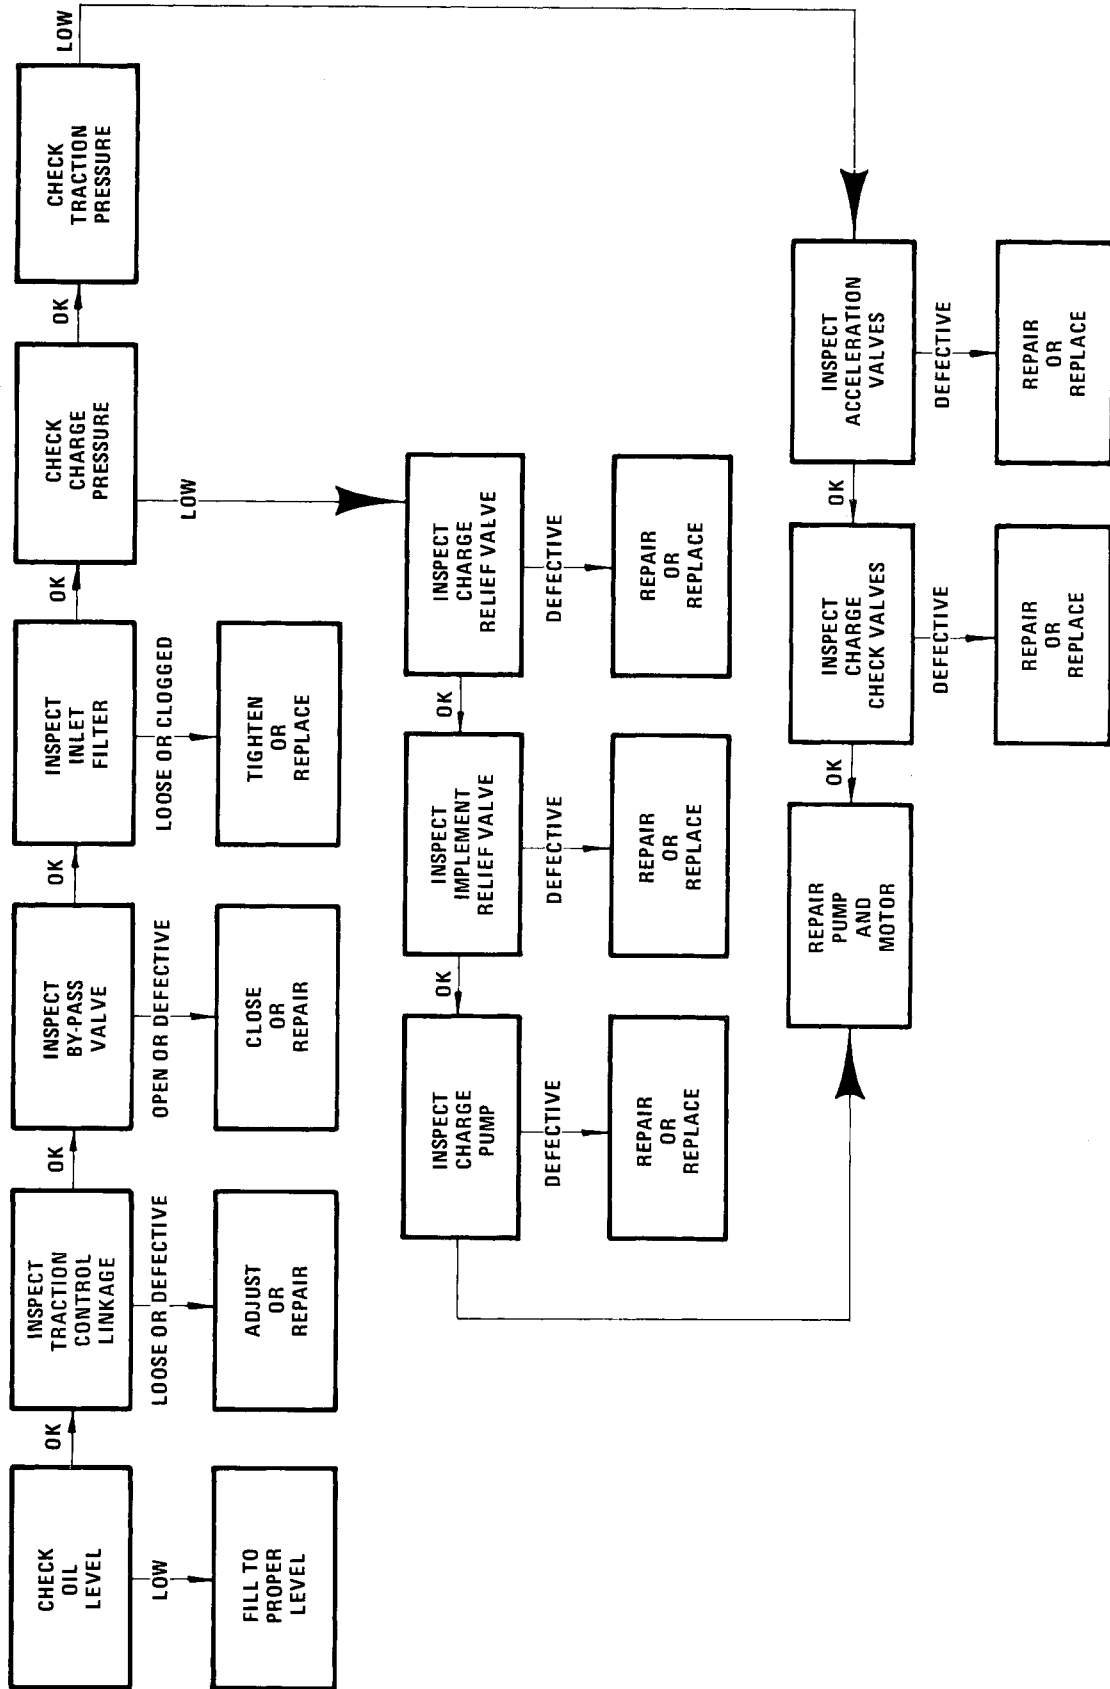 CHECK
OIL
LEVEL
OK
INSPECT
TRACTION
CONTROL
LINKAGE
OK
INSPECT
BY-PASS
VALVE
OK
INSPECT
INLET
FILTER
OK
CHECK
CHARGE
PRESSURE
OK
CHECK
TRACTION
PRESSURE
LOW
LOW
LOOSE OR DEFECTIVE
OPEN OR DEFECTIVE
LOOSE OR CLOGGED
LOW
FILL TO
PROPER
LEVEL
ADJUST
OR
REPAIR
CLOSE
OR
REPAIR
TIGHTEN
OR
REPLACE
INSPECT
CHARGE
PUMP
OK
INSPECT
IMPLEMENT
RELIEF VALVE
OK
INSPECT
CHARGE
RELIEF VALVE
DEFECTIVE
DEFECTIVE
DEFECTIVE
REPAIR
OR
REPLACE
REPAIR
OR
REPLACE
REPAIR
OR
REPLACE
REPAIR
PUMP
AND
MOTOR
OK
INSPECT
CHARGE
CHECK VALVES
OK
INSPECT
ACCELERATION
VALVES
DEFECTIVE
DEFECTIVE
REPAIR
OR
REPLACE
REPAIR
OR
REPLACE